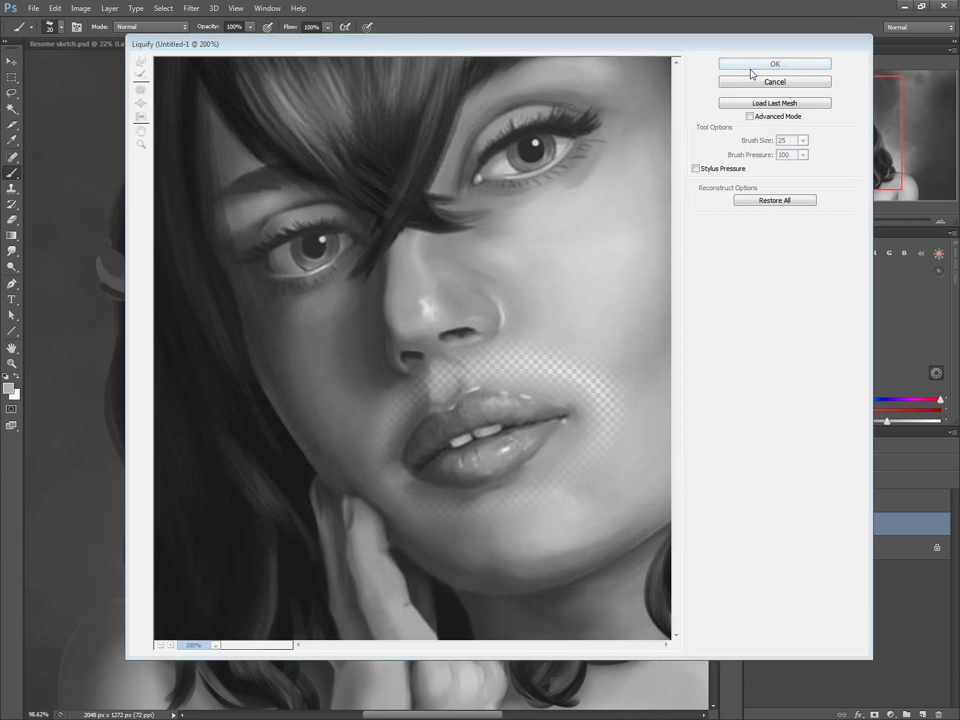 Ps File Edit Image Layer Type Select Filter 3D View Window Help
20 Mode: Normal Opacity: 100% Flow: 100% Normal
Resume sketch.psd @ 22%
Liquify (Untitled-1 @ 200%)
OK
Cancel
Load Last Mesh
Advanced Mode
Tool Options
Brush Size: 25
Brush Pressure: 100
Stylus Pressure
Reconstruct Options
Restore All
G B
200%
98.62% 2048 px x 1272 px (72 ppi)